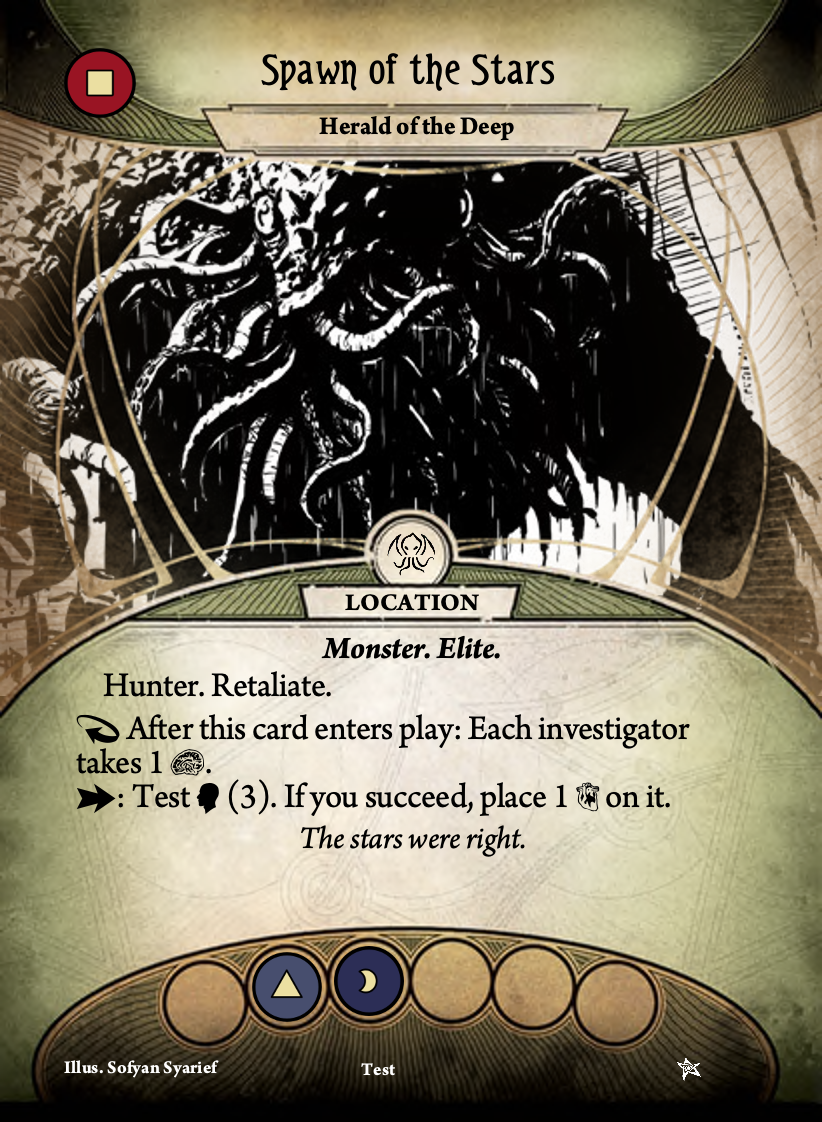 Spawn of the Stars
Herald of the Deep
LOCATION
Monster. Elite.
Hunter. Retaliate.
After this card enters play: Each investigator
takes 1 .
: Test (3). If you succeed, place 1 on it.
The stars were right.
Illus. Sofyan Syarief
Test